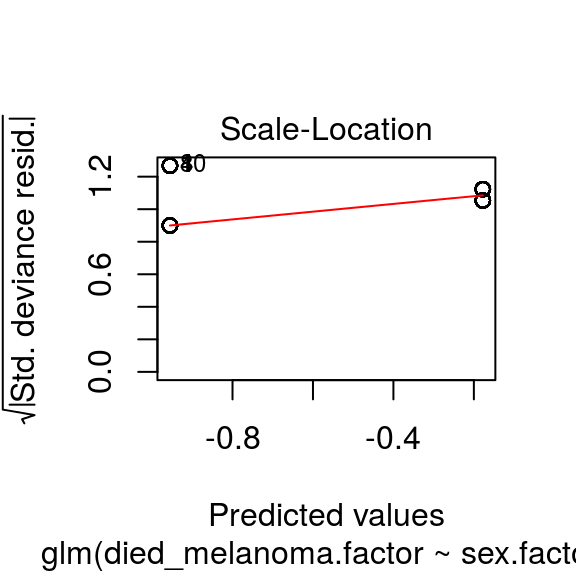 Scale-Location
√|Std. deviance resid.|
1.2
0.6
0.0
-0.8 -0.4
Predicted values
glm(died_melanoma.factor ~ sex.facto